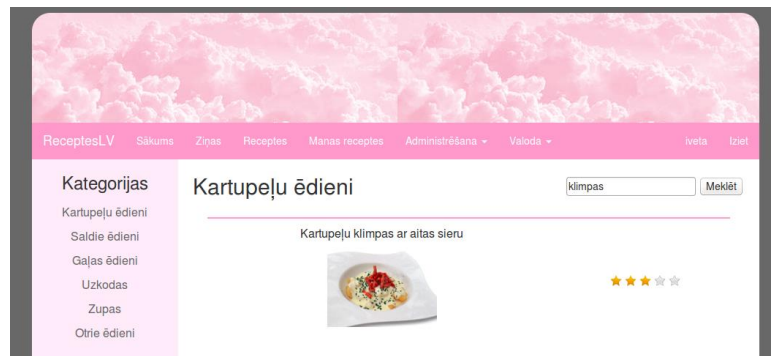 ReceptesLV Sākums Ziņas Receptes Manas receptes Administrēšana Valoda Iveta Iziet
Kategorijas
Kartupeļu ēdieni
Saldie ēdieni
Gaļas ēdieni
Uzkodas
Zupas
Otrie ēdieni
Kartupeļu ēdieni
klimpas Meklēt
Kartupeļu klimpas ar aitas sieru